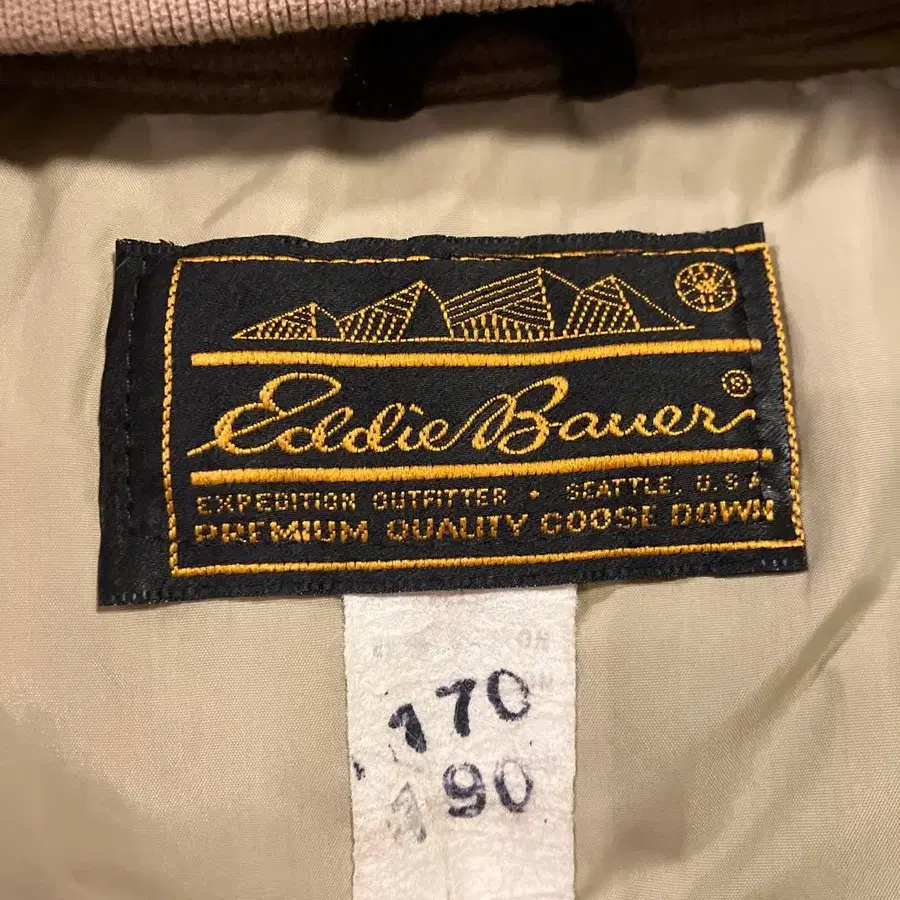 Eddie Bauer ®
EXPEDITION OUTFITTER • SEATTLE, U.S.A
PREMIUM QUALITY GOOSE DOWN
170
90